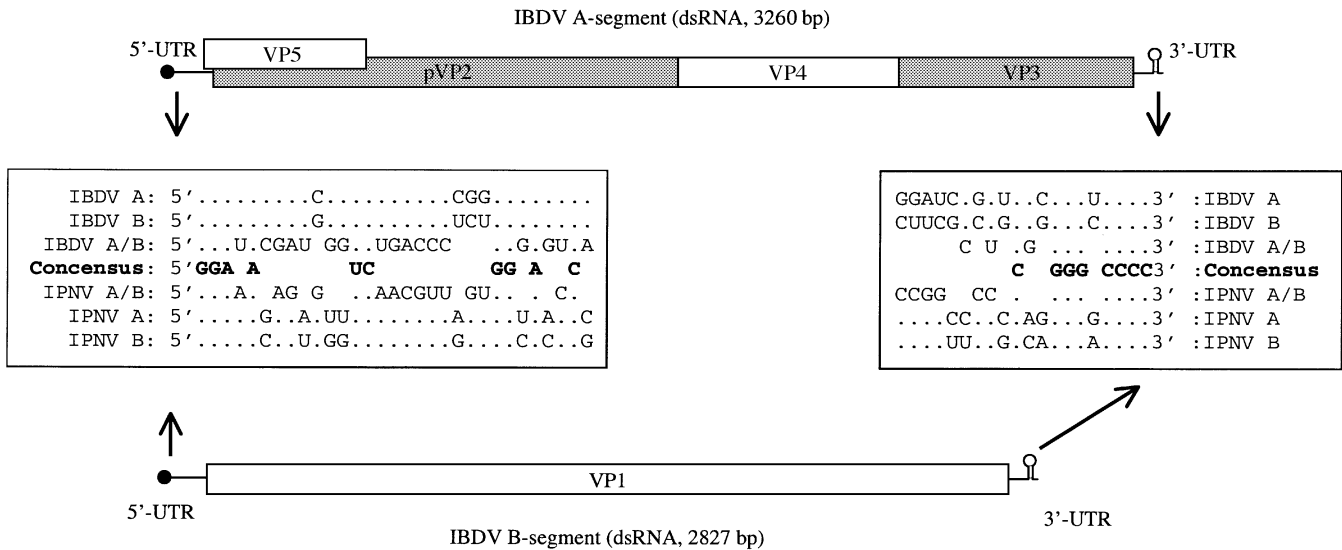 IBDV A-segment (dsRNA, 3260 bp)
5'-UTR
VP5
3'-UTR
pVP2
VP4
VP3
IBDV A: 5'.........C..........CGG........
IBDV B: 5'.........G..........UCU........
IBDV A/B: 5'...U.CGAU GG..UGACCC   ..G.GU.A
Concensus: 5'GGA A       UC         GG A  C
IPNV A/B: 5'...A. AG G   ..AACGUU GU... . C.
IPNV A: 5'.....G..A.UU.........A....U.A..C
IPNV B: 5'.....C..U.GG.........G....C.C..G
GGAUC.G.U..C...U....3' :IBDV A
CUUCG.C.G..G...C....3' :IBDV B
C U .G  ... ....3' :IBDV A/B
C  GGG CCCC3' :Concensus
CCGG  CC  .  ... ....3' :IPNV A/B
....CC..C.AG...G....3' :IPNV A
....UU..G.CA...A....3' :IPNV B
VP1
5'-UTR
3'-UTR
IBDV B-segment (dsRNA, 2827 bp)